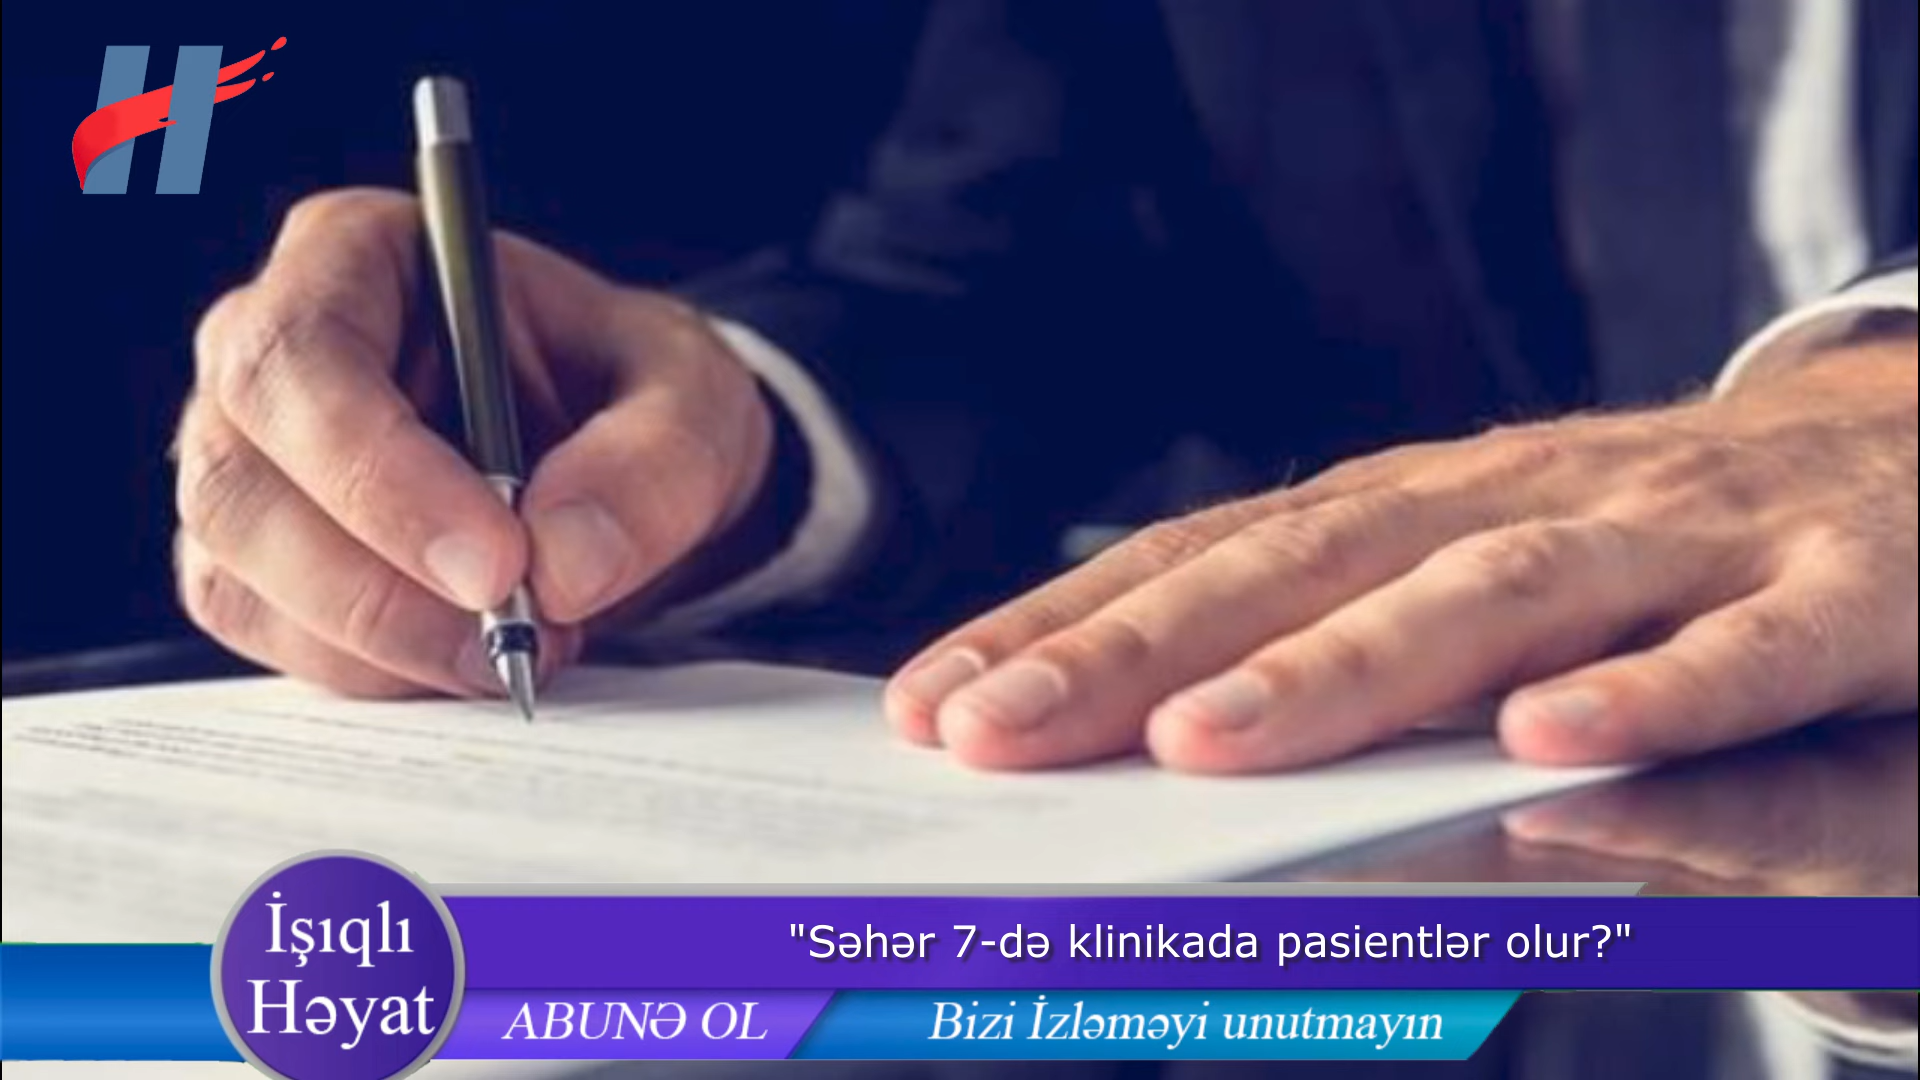 İşıqlı
Həyat
"Səhər 7-də klinikada pasientlər olur?"
ABUNƏ OL
Bizi İzləməyi unutmayın